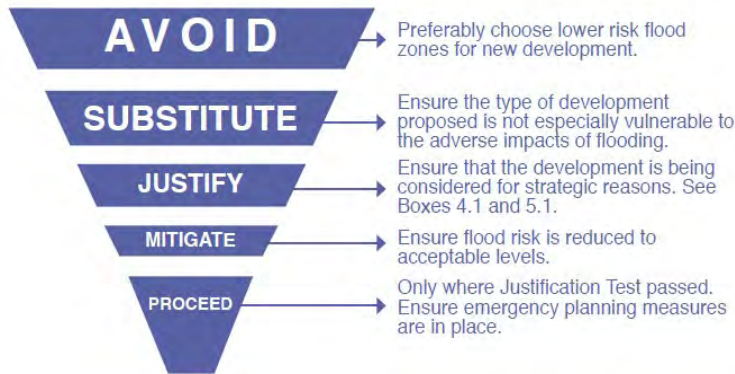 AVOID
Preferably choose lower risk flood
zones for new development.
SUBSTITUTE
Ensure the type of development
proposed is not especially vulnerable to
the adverse impacts of flooding.
JUSTIFY
Ensure that the development is being
considered for strategic reasons. See
Boxes 4.1 and 5.1.
MITIGATE
Ensure flood risk is reduced to
acceptable levels.
PROCEED
Only where Justification Test passed.
Ensure emergency planning measures
are in place.